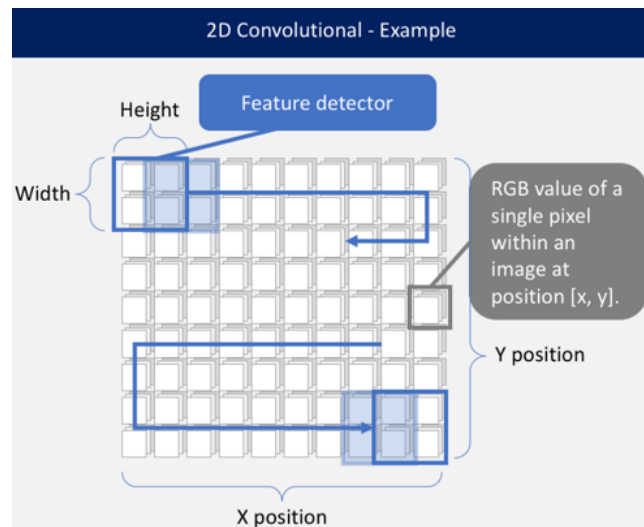 2D Convolutional - Example
Height
Feature detector
Width
RGB value of a
single pixel
within an
image at
position [x, y].
Y position
X position